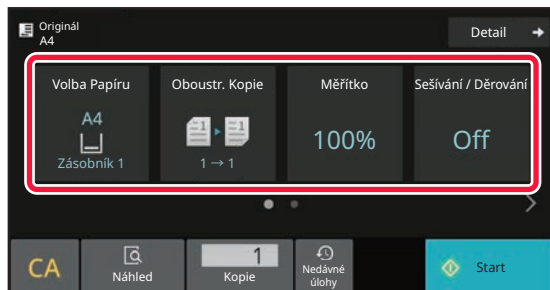 Originál
A4
Detail
Volba Papíru
Oboustr. Kopie
Měřítko
Sešívání / Děrování
A4
Zásobník 1
1 → 1
100%
Off
CA
Náhled
1
Kopie
Nedávné
úlohy
Start